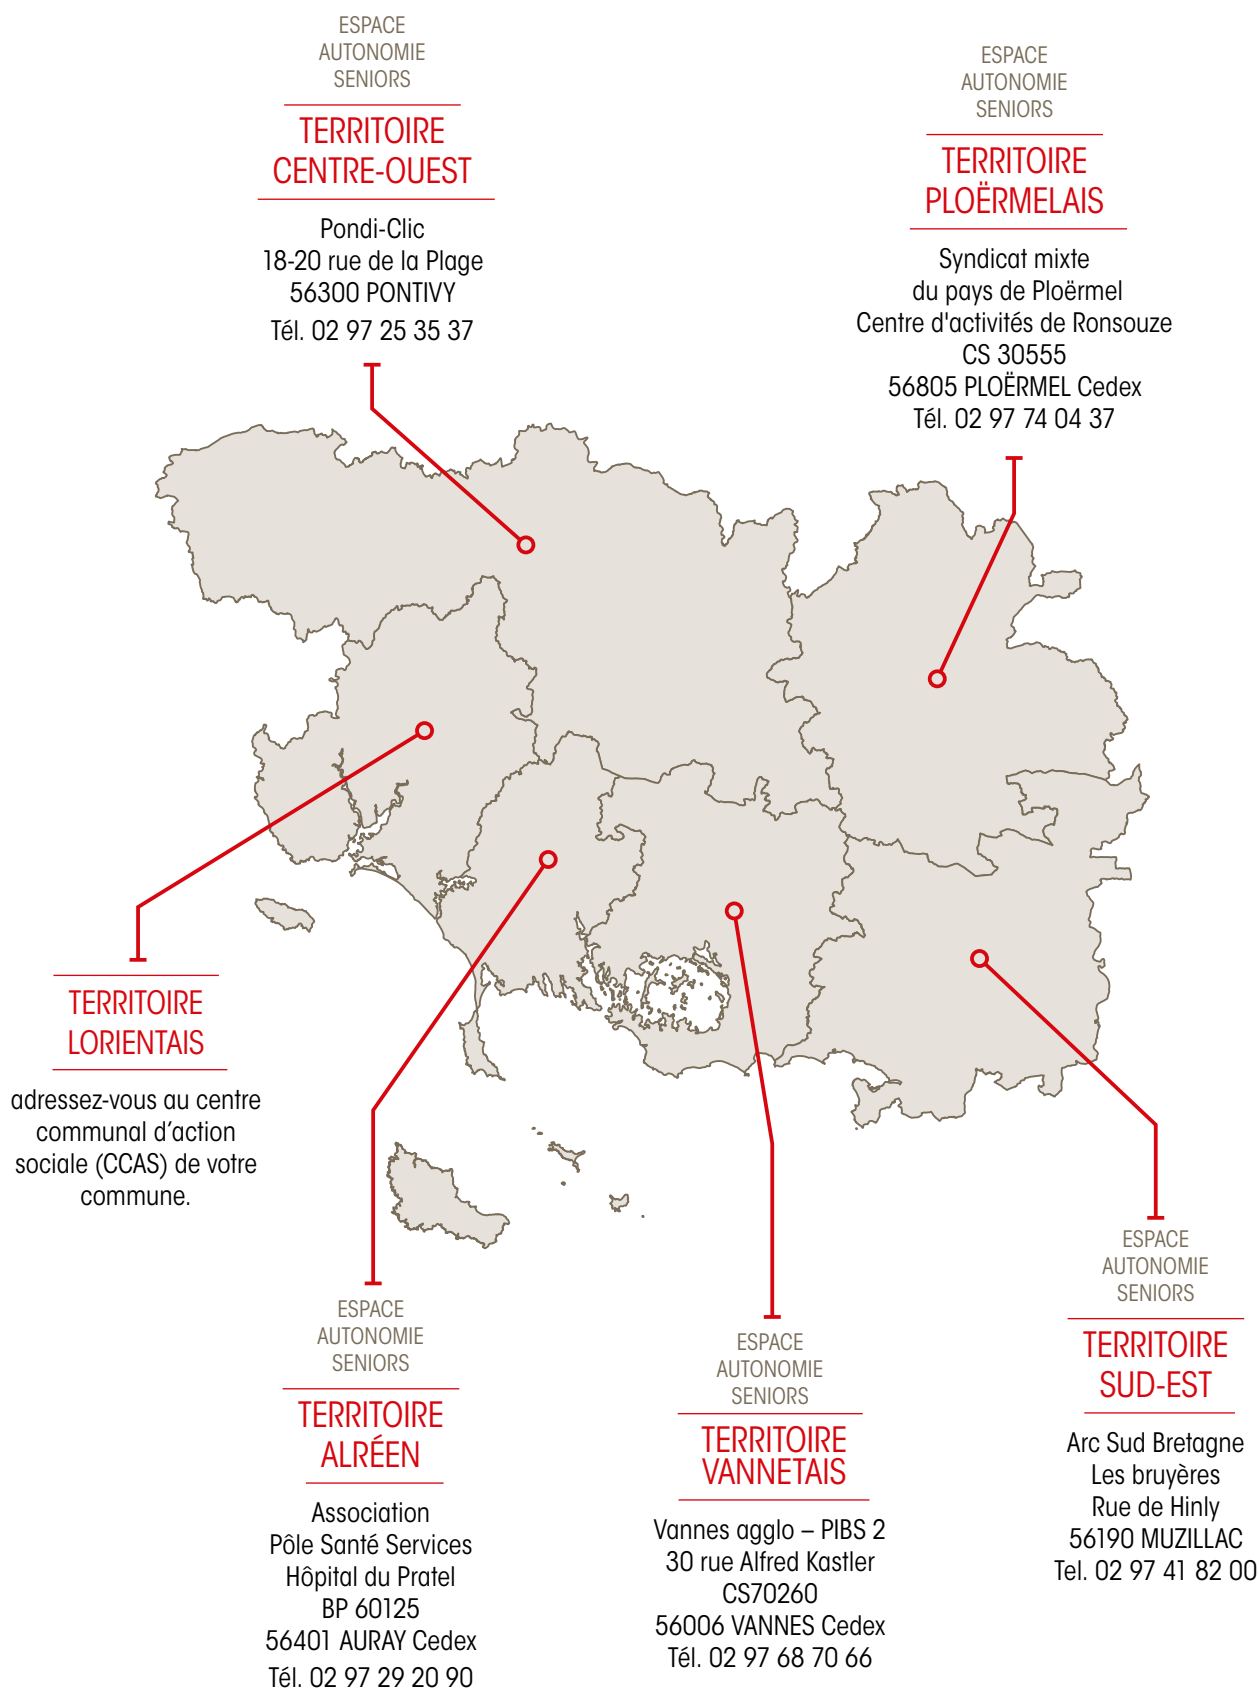 ESPACE
AUTONOMIE
SENIORS
TERRITOIRE
CENTRE-OUEST
Pondi-Clic
18-20 rue de la Plage
56300 PONTIVY
Tél. 02 97 25 35 37
ESPACE
AUTONOMIE
SENIORS
TERRITOIRE
PLOËRMELAIS
Syndicat mixte
du pays de Ploërmel
Centre d'activités de Ronsouze
CS 30555
56805 PLOËRMEL Cedex
Tél. 02 97 74 04 37
TERRITOIRE
LORIENTAIS
adressez-vous au centre
communal d’action
sociale (CCAS) de votre
commune.
ESPACE
AUTONOMIE
SENIORS
TERRITOIRE
ALRÉEN
Association
Pôle Santé Services
Hôpital du Pratel
BP 60125
56401 AURAY Cedex
Tél. 02 97 29 20 90
ESPACE
AUTONOMIE
SENIORS
TERRITOIRE
VANNETAIS
Vannes agglo – PIBS 2
30 rue Alfred Kastler
CS70260
56006 VANNES Cedex
Tél. 02 97 68 70 66
ESPACE
AUTONOMIE
SENIORS
TERRITOIRE
SUD-EST
Arc Sud Bretagne
Les bruyères
Rue de Hinly
56190 MUZILLAC
Tel. 02 97 41 82 00